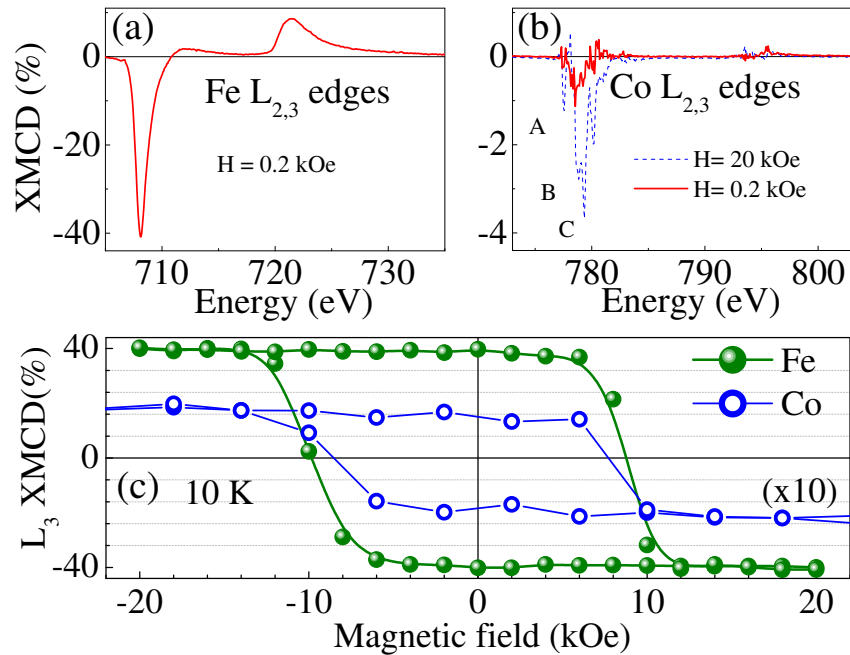 (a)
0
-20
-40
XMCD (%)
Fe L2,3 edges
H = 0.2 kOe
710 720 730
Energy (eV)
(b)
0
-2
-4
Co L2,3 edges
A
B
C
H= 20 kOe
H= 0.2 kOe
780 790 800
Energy (eV)
40
0
-40
L3 XMCD(%)
Fe
Co
(c) 10 K
(x10)
-20 -10 0 10 20
Magnetic field (kOe)